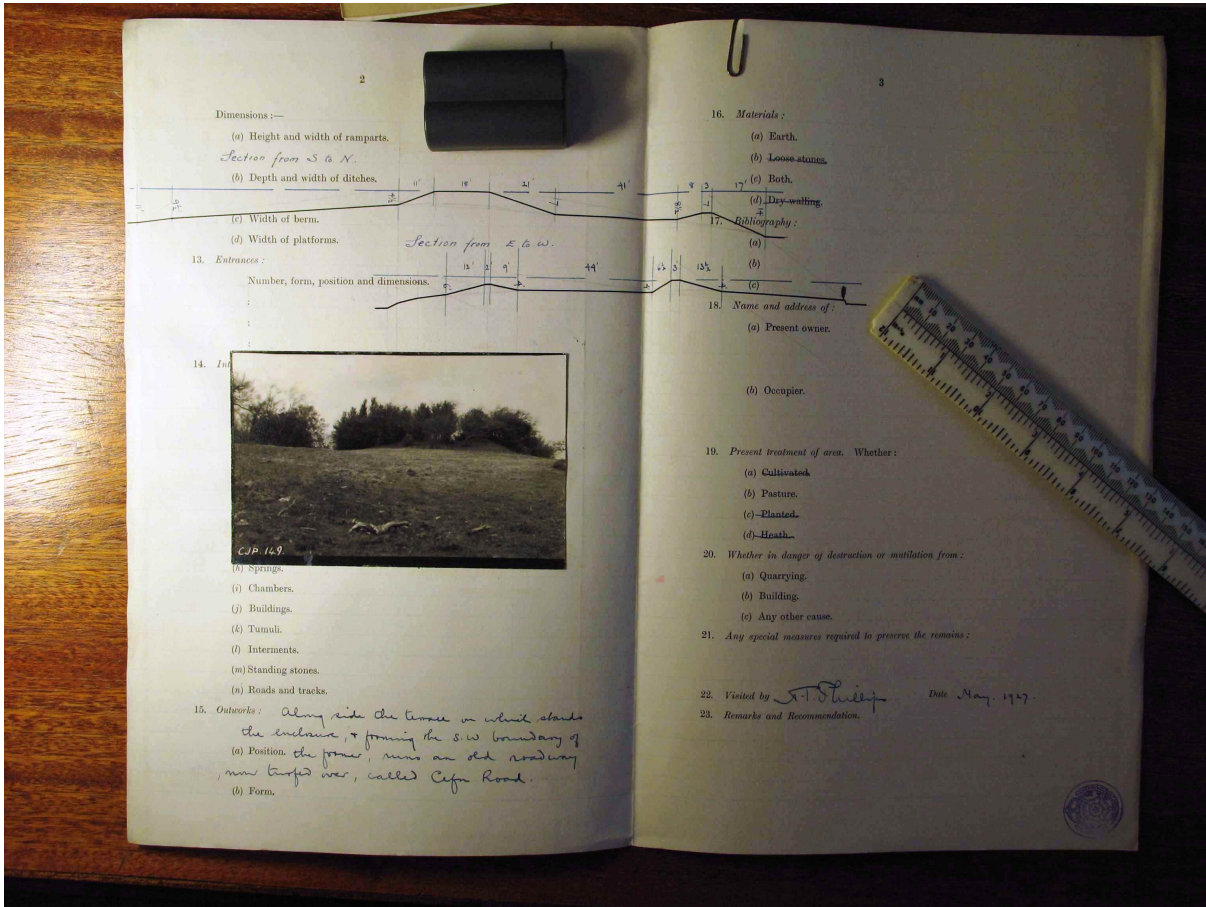 2
Dimensions :—
(a) Height and width of ramparts.
Section from S to N.
(b) Depth and width of ditches.
11' 18' 21' 41' 8 3 17'
(c) Width of berm.
(d) Width of platforms.
Section from E to W.
13. Entrances :
12' 2' 9' 44' 6½ 3 13½
Number, form, position and dimensions.
:
:
:
14. Int
CJP. 149.
(h) Springs.
(i) Chambers.
(j) Buildings.
(k) Tumuli.
(l) Interments.
(m) Standing stones.
(n) Roads and tracks.
15. Outworks : Along side the terrace on which stands
the enclosure, & forming the S.W boundary of
(a) Position. the former, runs an old roadway
, now turfed over, called Cefn Road.
(b) Form.
3
16. Materials :
(a) Earth.
(b) Loose stones.
(c) Both.
(d) Dry walling.
17. Bibliography :
(a)
(b)
(c)
18. Name and address of :
(a) Present owner.
(b) Occupier.
19. Present treatment of area. Whether :
(a) Cultivated.
(b) Pasture.
(c) Planted.
(d) Heath.
20. Whether in danger of destruction or mutilation from :
(a) Quarrying.
(b) Building.
(c) Any other cause.
21. Any special measures required to preserve the remains :
22. Visited by Phillips Date May. 1927.
23. Remarks and Recommendation.